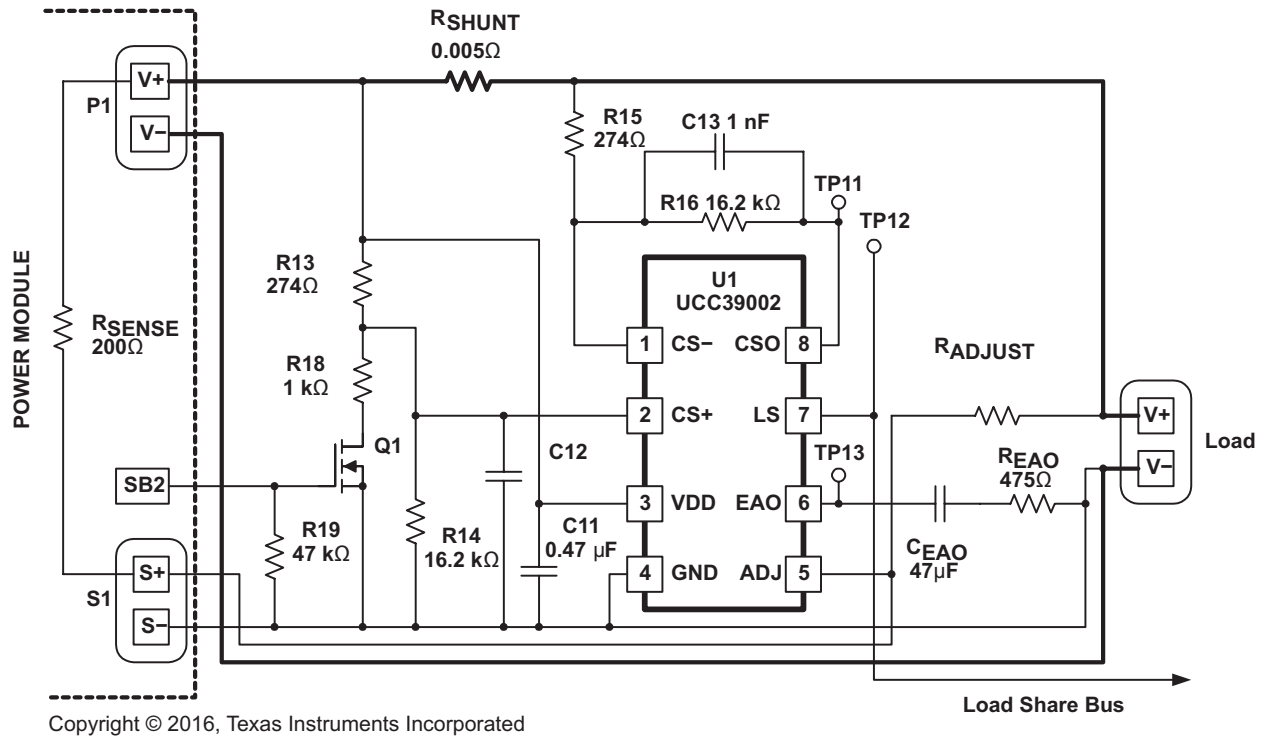 RSHUNT
0.005Ω
V+
P1
V−
R15
274Ω
C13 1 nF
R16 16.2 kΩ
TP11
TP12
POWER MODULE
RSENSE
200Ω
R13
274Ω
R18
1 kΩ
Q1
U1
UCC39002
1 CS− CSO 8
2 CS+ LS 7
3 VDD EAO 6
4 GND ADJ 5
TP13
RADJUST
V+
V−
Load
REAO
475Ω
CEAO
47µF
SB2
R19
47 kΩ
R14
16.2 kΩ
C12
C11
0.47 µF
S+
S1
S−
Load Share Bus
Copyright © 2016, Texas Instruments Incorporated